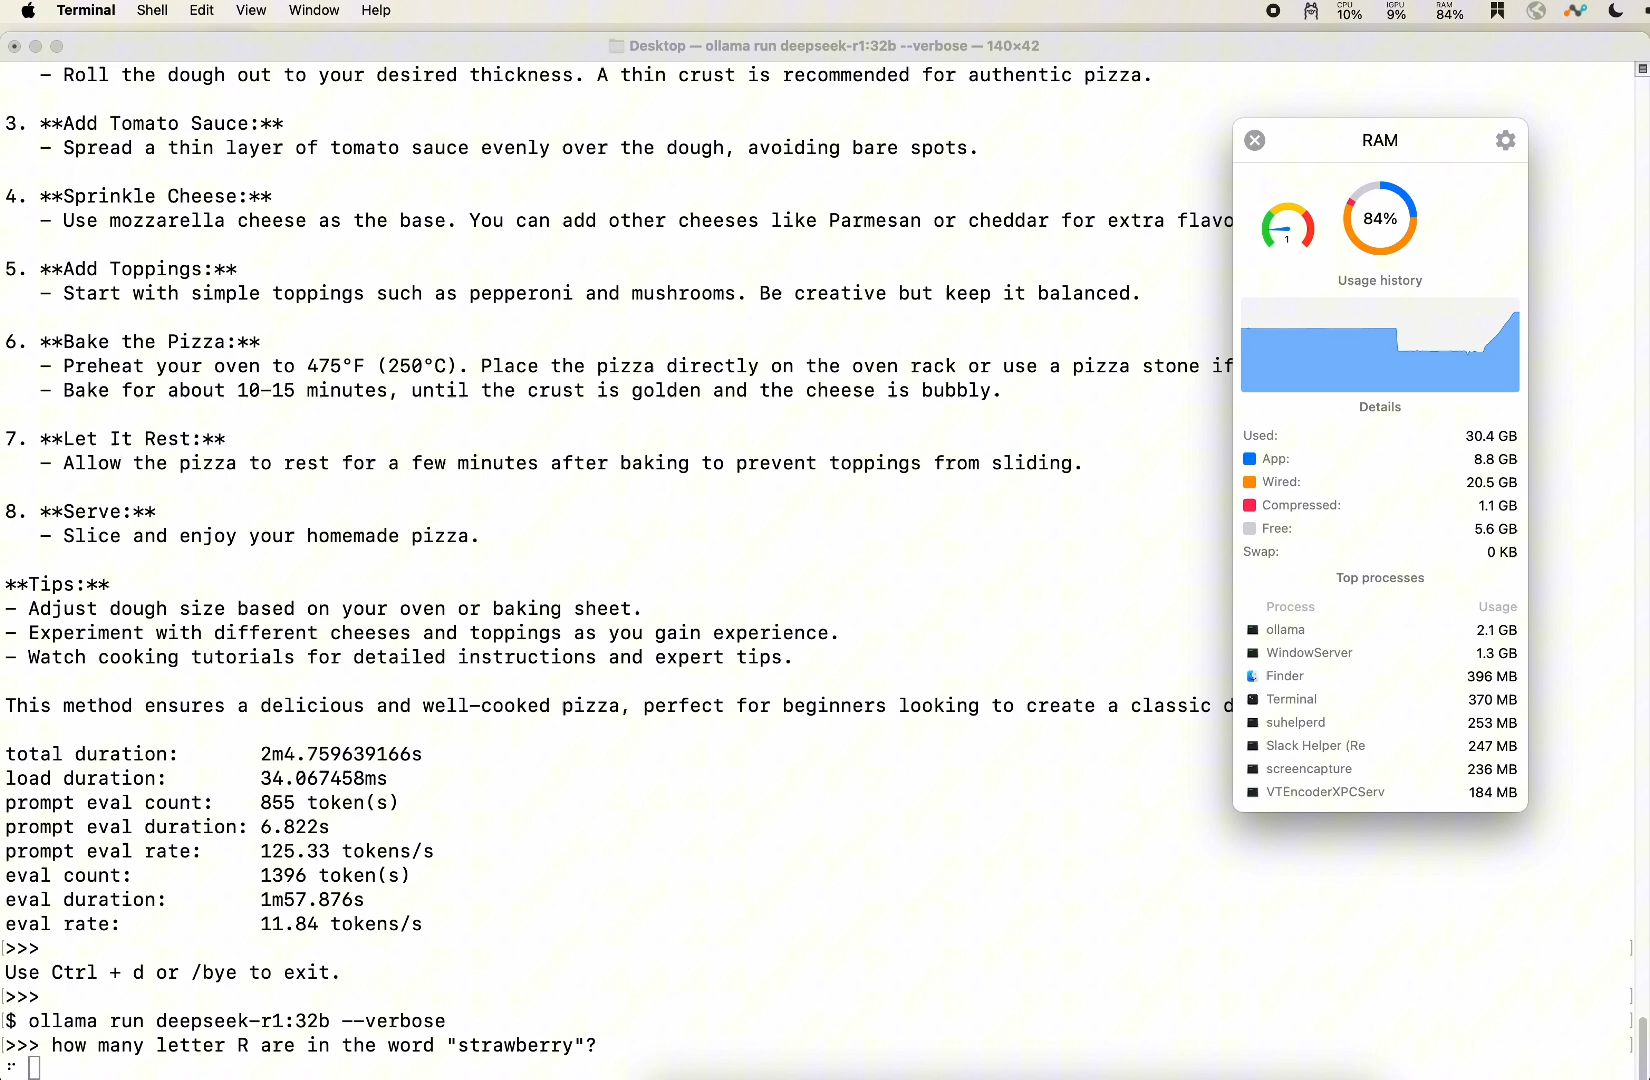 Terminal Shell Edit View Window Help CPU 10% IGPU 9% RAM 84%
Desktop — ollama run deepseek-r1:32b --verbose — 140×42
– Roll the dough out to your desired thickness. A thin crust is recommended for authentic pizza.
3. **Add Tomato Sauce:**
– Spread a thin layer of tomato sauce evenly over the dough, avoiding bare spots.
4. **Sprinkle Cheese:**
– Use mozzarella cheese as the base. You can add other cheeses like Parmesan or cheddar for extra flavo
5. **Add Toppings:**
– Start with simple toppings such as pepperoni and mushrooms. Be creative but keep it balanced.
6. **Bake the Pizza:**
– Preheat your oven to 475°F (250°C). Place the pizza directly on the oven rack or use a pizza stone if
– Bake for about 10–15 minutes, until the crust is golden and the cheese is bubbly.
7. **Let It Rest:**
– Allow the pizza to rest for a few minutes after baking to prevent toppings from sliding.
8. **Serve:**
– Slice and enjoy your homemade pizza.
**Tips:**
– Adjust dough size based on your oven or baking sheet.
– Experiment with different cheeses and toppings as you gain experience.
– Watch cooking tutorials for detailed instructions and expert tips.
This method ensures a delicious and well-cooked pizza, perfect for beginners looking to create a classic d
total duration: 2m4.759639166s
load duration: 34.067458ms
prompt eval count: 855 token(s)
prompt eval duration: 6.822s
prompt eval rate: 125.33 tokens/s
eval count: 1396 token(s)
eval duration: 1m57.876s
eval rate: 11.84 tokens/s
[>>> ]
Use Ctrl + d or /bye to exit.
[>>> ]
[$ ollama run deepseek-r1:32b --verbose ]
[>>> how many letter R are in the word "strawberry"? ]
RAM
1
84%
Usage history
Details
Used: 30.4 GB
App: 8.8 GB
Wired: 20.5 GB
Compressed: 1.1 GB
Free: 5.6 GB
Swap: 0 KB
Top processes
Process Usage
ollama 2.1 GB
WindowServer 1.3 GB
Finder 396 MB
Terminal 370 MB
suhelperd 253 MB
Slack Helper (Re 247 MB
screencapture 236 MB
VTEncoderXPCServ 184 MB